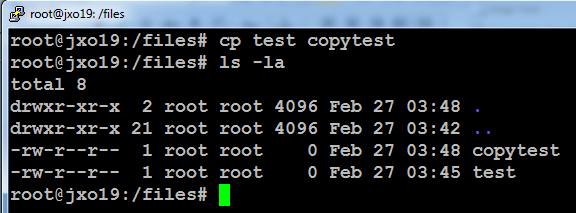 /files
root@jxo19:/files# cp test copytest
root@jxo19:/files# ls -la
total 8
drwxr-xr-x  2 root root 4096 Feb 27 03:48 .
drwxr-xr-x 21 root root 4096 Feb 27 03:42 ..
-rw-r--r--  1 root root    0 Feb 27 03:48 copytest
-rw-r--r--  1 root root    0 Feb 27 03:45 test
root@jxo19:/files#